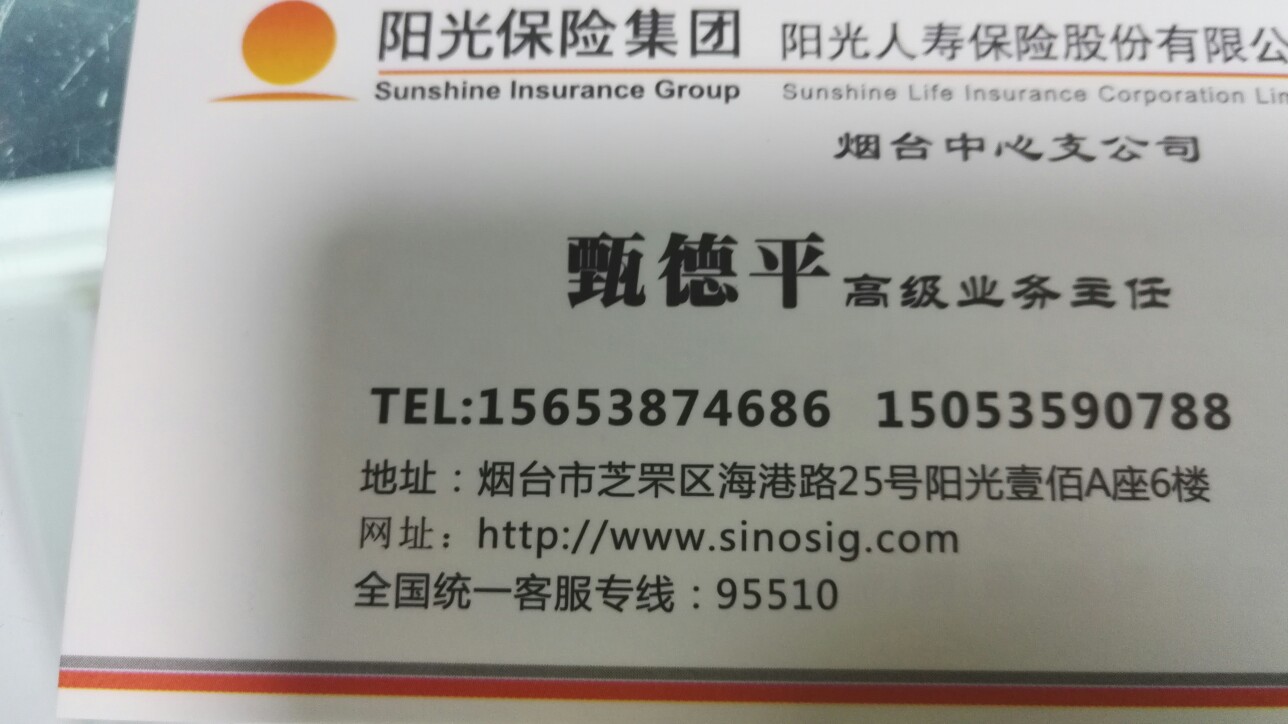 阳光保险集团 阳光人寿保险股份有限公
Sunshine Insurance Group Sunshine Life Insurance Corporation
烟台中心支公司
甄德平 高级业务主任
TEL:15653874686 15053590788
地址：烟台市芝罘区海港路25号阳光壹佰A座6楼
网址：http://www.sinosig.com
全国统一客服专线：95510